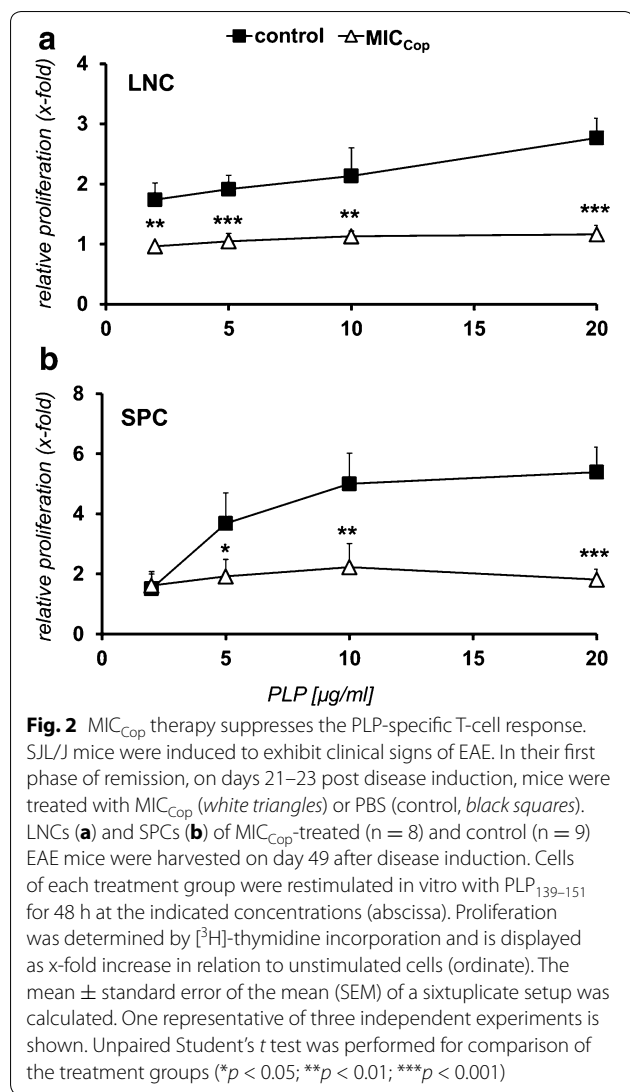 a
control MIC_Cop
LNC
relative proliferation (x-fold)
4
3
2
1
0
** *** ** ***
0 5 10 15 20
b
SPC
relative proliferation (x-fold)
8
6
4
2
0
* ** ***
0 5 10 15 20
PLP [µg/ml]
Fig. 2 MIC_Cop therapy suppresses the PLP-specific T-cell response.
SJL/J mice were induced to exhibit clinical signs of EAE. In their first
phase of remission, on days 21–23 post disease induction, mice were
treated with MIC_Cop (white triangles) or PBS (control, black squares).
LNCs (a) and SPCs (b) of MIC_Cop-treated (n = 8) and control (n = 9)
EAE mice were harvested on day 49 after disease induction. Cells
of each treatment group were restimulated in vitro with PLP_139–151
for 48 h at the indicated concentrations (abscissa). Proliferation
was determined by [³H]-thymidine incorporation and is displayed
as x-fold increase in relation to unstimulated cells (ordinate). The
mean ± standard error of the mean (SEM) of a sixtuplicate setup was
calculated. One representative of three independent experiments is
shown. Unpaired Student's t test was performed for comparison of
the treatment groups (*p < 0.05; **p < 0.01; ***p < 0.001)